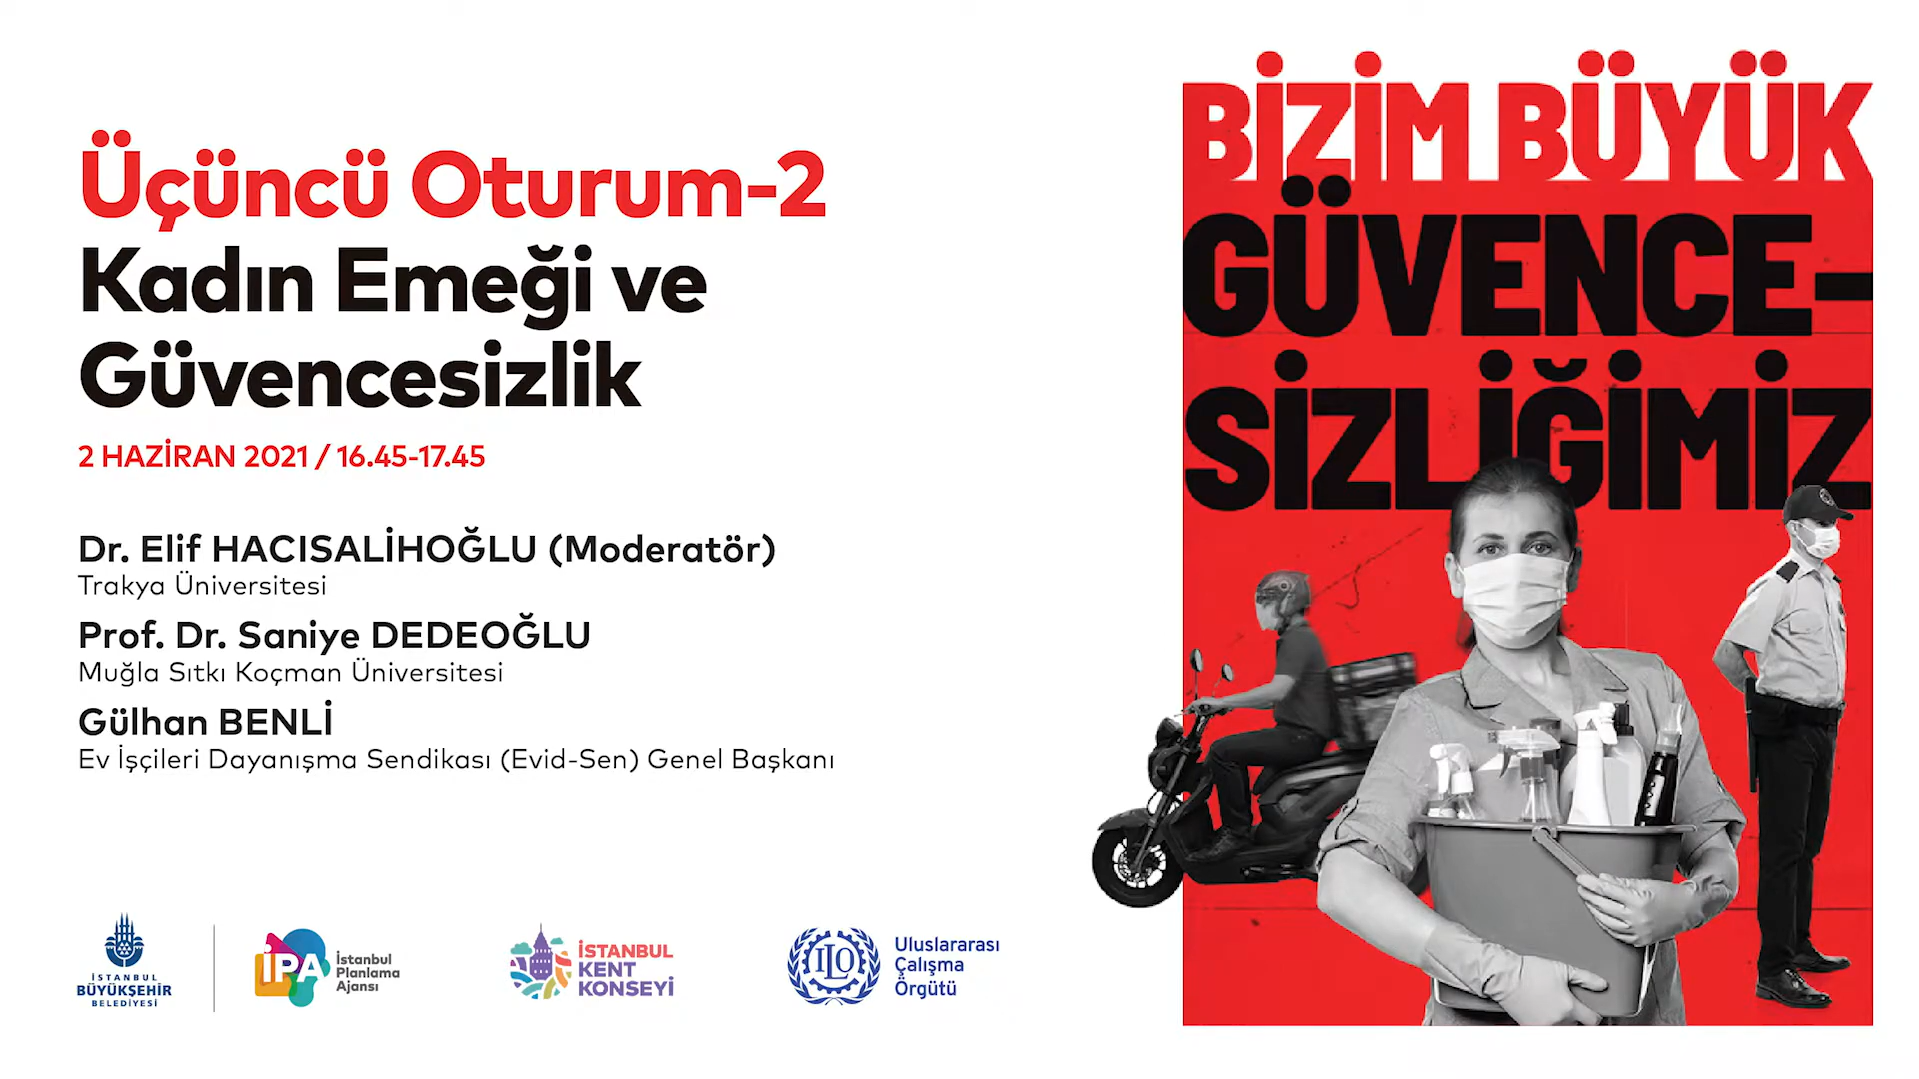 Üçüncü Oturum-2
Kadın Emeği ve
Güvencesizlik
2 HAZİRAN 2021 / 16.45-17.45
Dr. Elif HACISALİHOĞLU (Moderatör)
Trakya Üniversitesi
Prof. Dr. Saniye DEDEOĞLU
Muğla Sıtkı Koçman Üniversitesi
Gülhan BENLİ
Ev İşçileri Dayanışma Sendikası (Evid-Sen) Genel Başkanı
İSTANBUL
BÜYÜKŞEHİR
BELEDİYESİ
İPA
İstanbul
Planlama
Ajansı
İSTANBUL
KENT
KONSEYİ
ILO
Uluslararası
Çalışma
Örgütü
BİZİM BÜYÜK
GÜVENCE-
SİZLİĞİMİZ